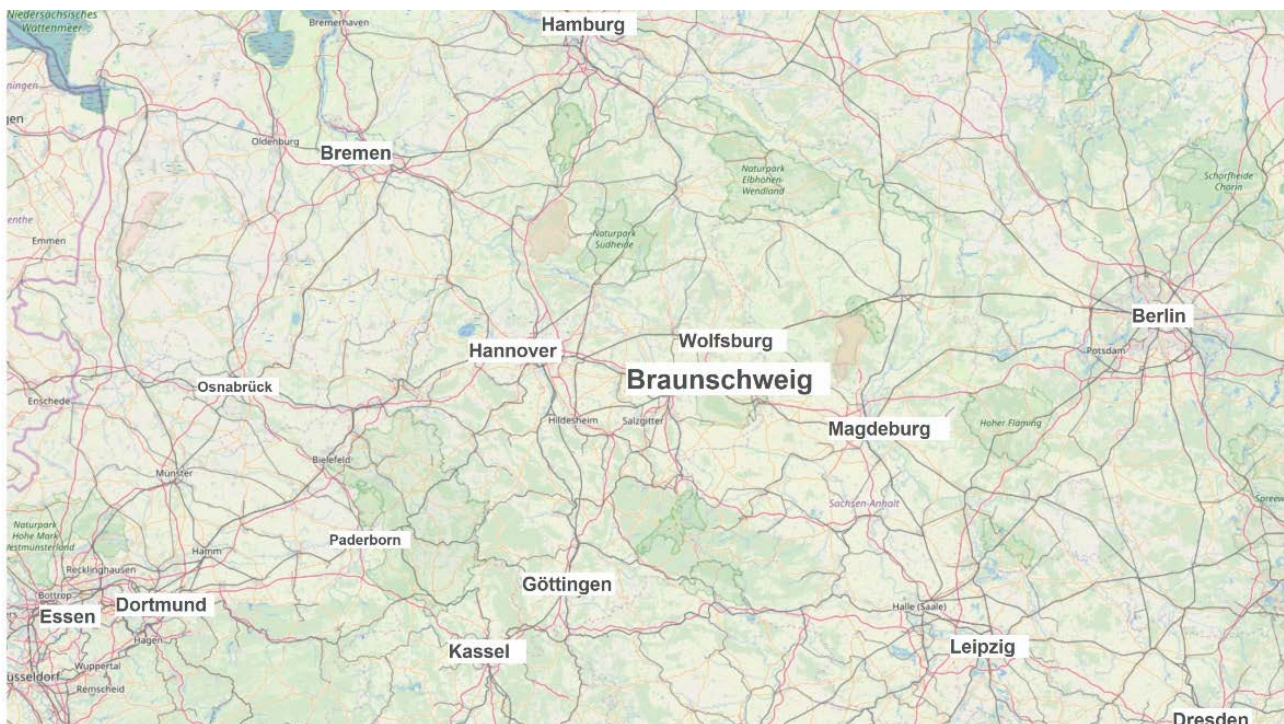 Niedersächsisches
Wattenmeer
Bremerhaven
Hamburg
Oldenburg
Bremen
Naturpark
Elbhöhen-
Wendland
Schorfheide
Chorin
Emmen
Naturpark
Südheide
Berlin
Potsdam
Wolfsburg
Hannover
Braunschweig
Osnabrück
Enschede
Hildesheim
Salzgitter
Magdeburg
Hoher Fläming
Bielefeld
Münster
Sachsen-Anhalt
Naturpark
Hohe Mark
Westmünsterland
Hamm
Paderborn
Recklinghausen
Bottrop
Göttingen
Essen
Dortmund
Halle (Saale)
Hagen
Kassel
Leipzig
Wuppertal
üsseldorf
Remscheid
Dresden